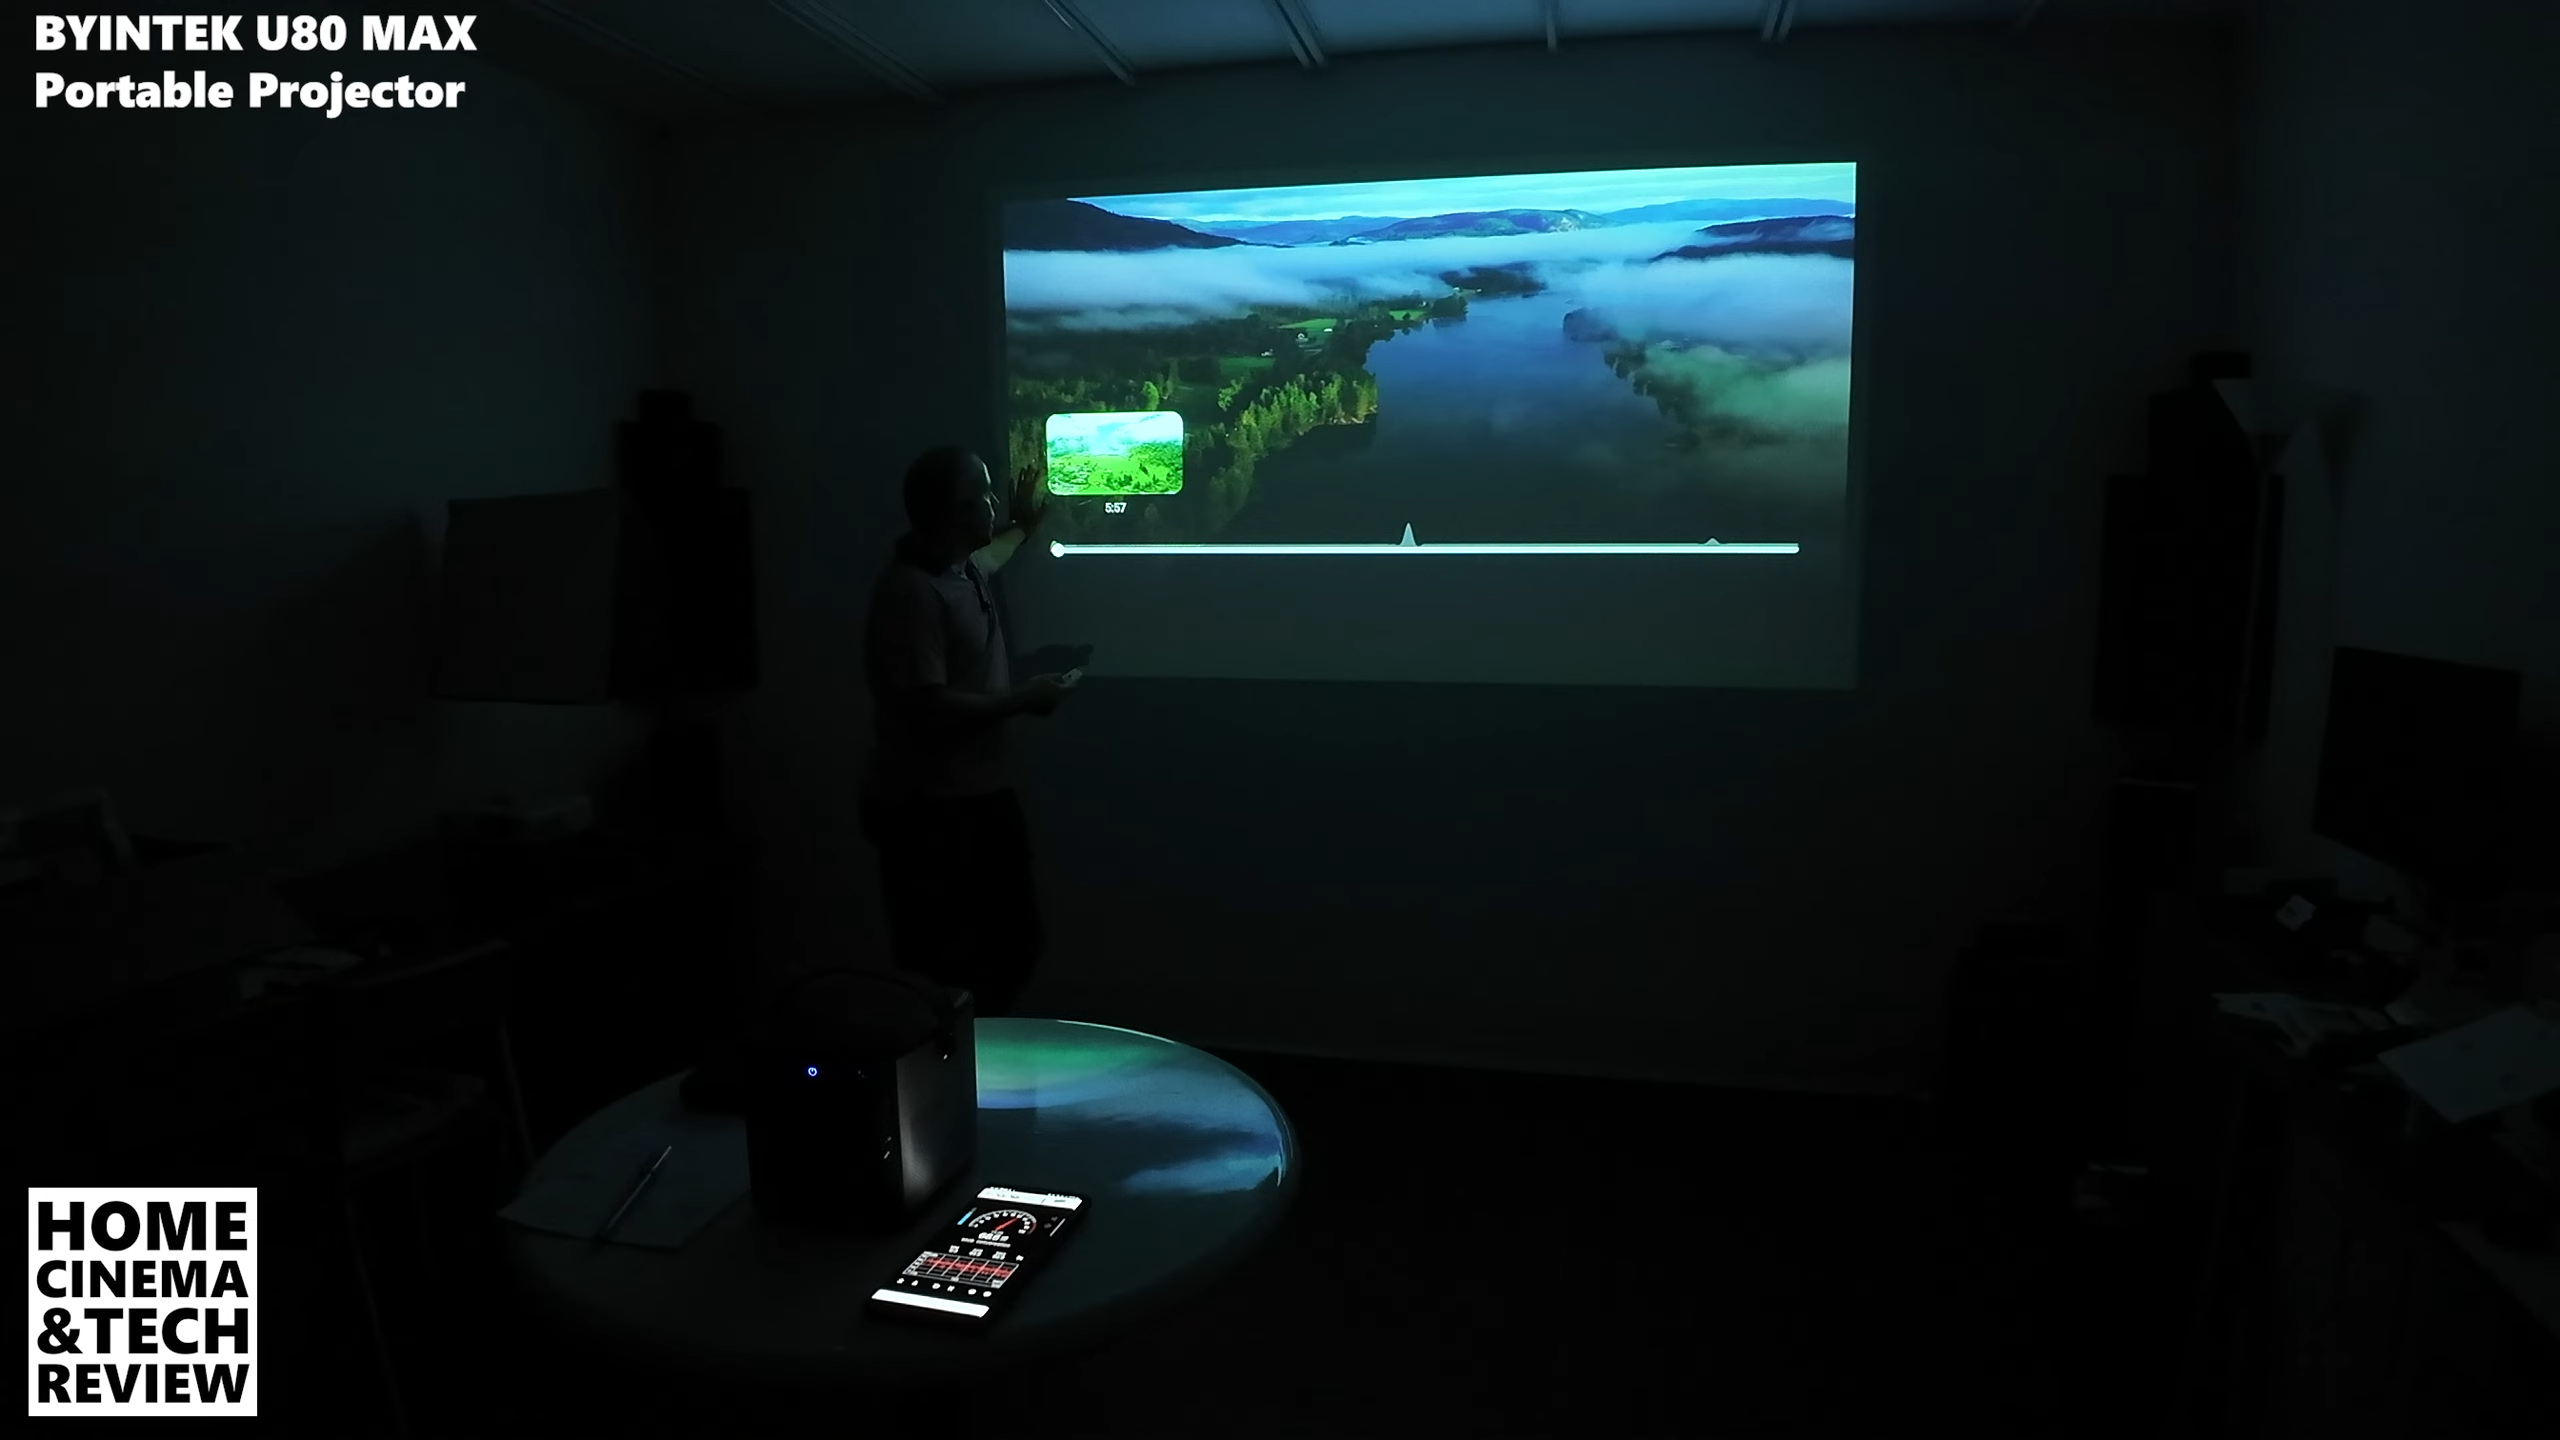 BYINTEK U80 MAX
Portable Projector
5:57
HOME
CINEMA
&TECH
REVIEW